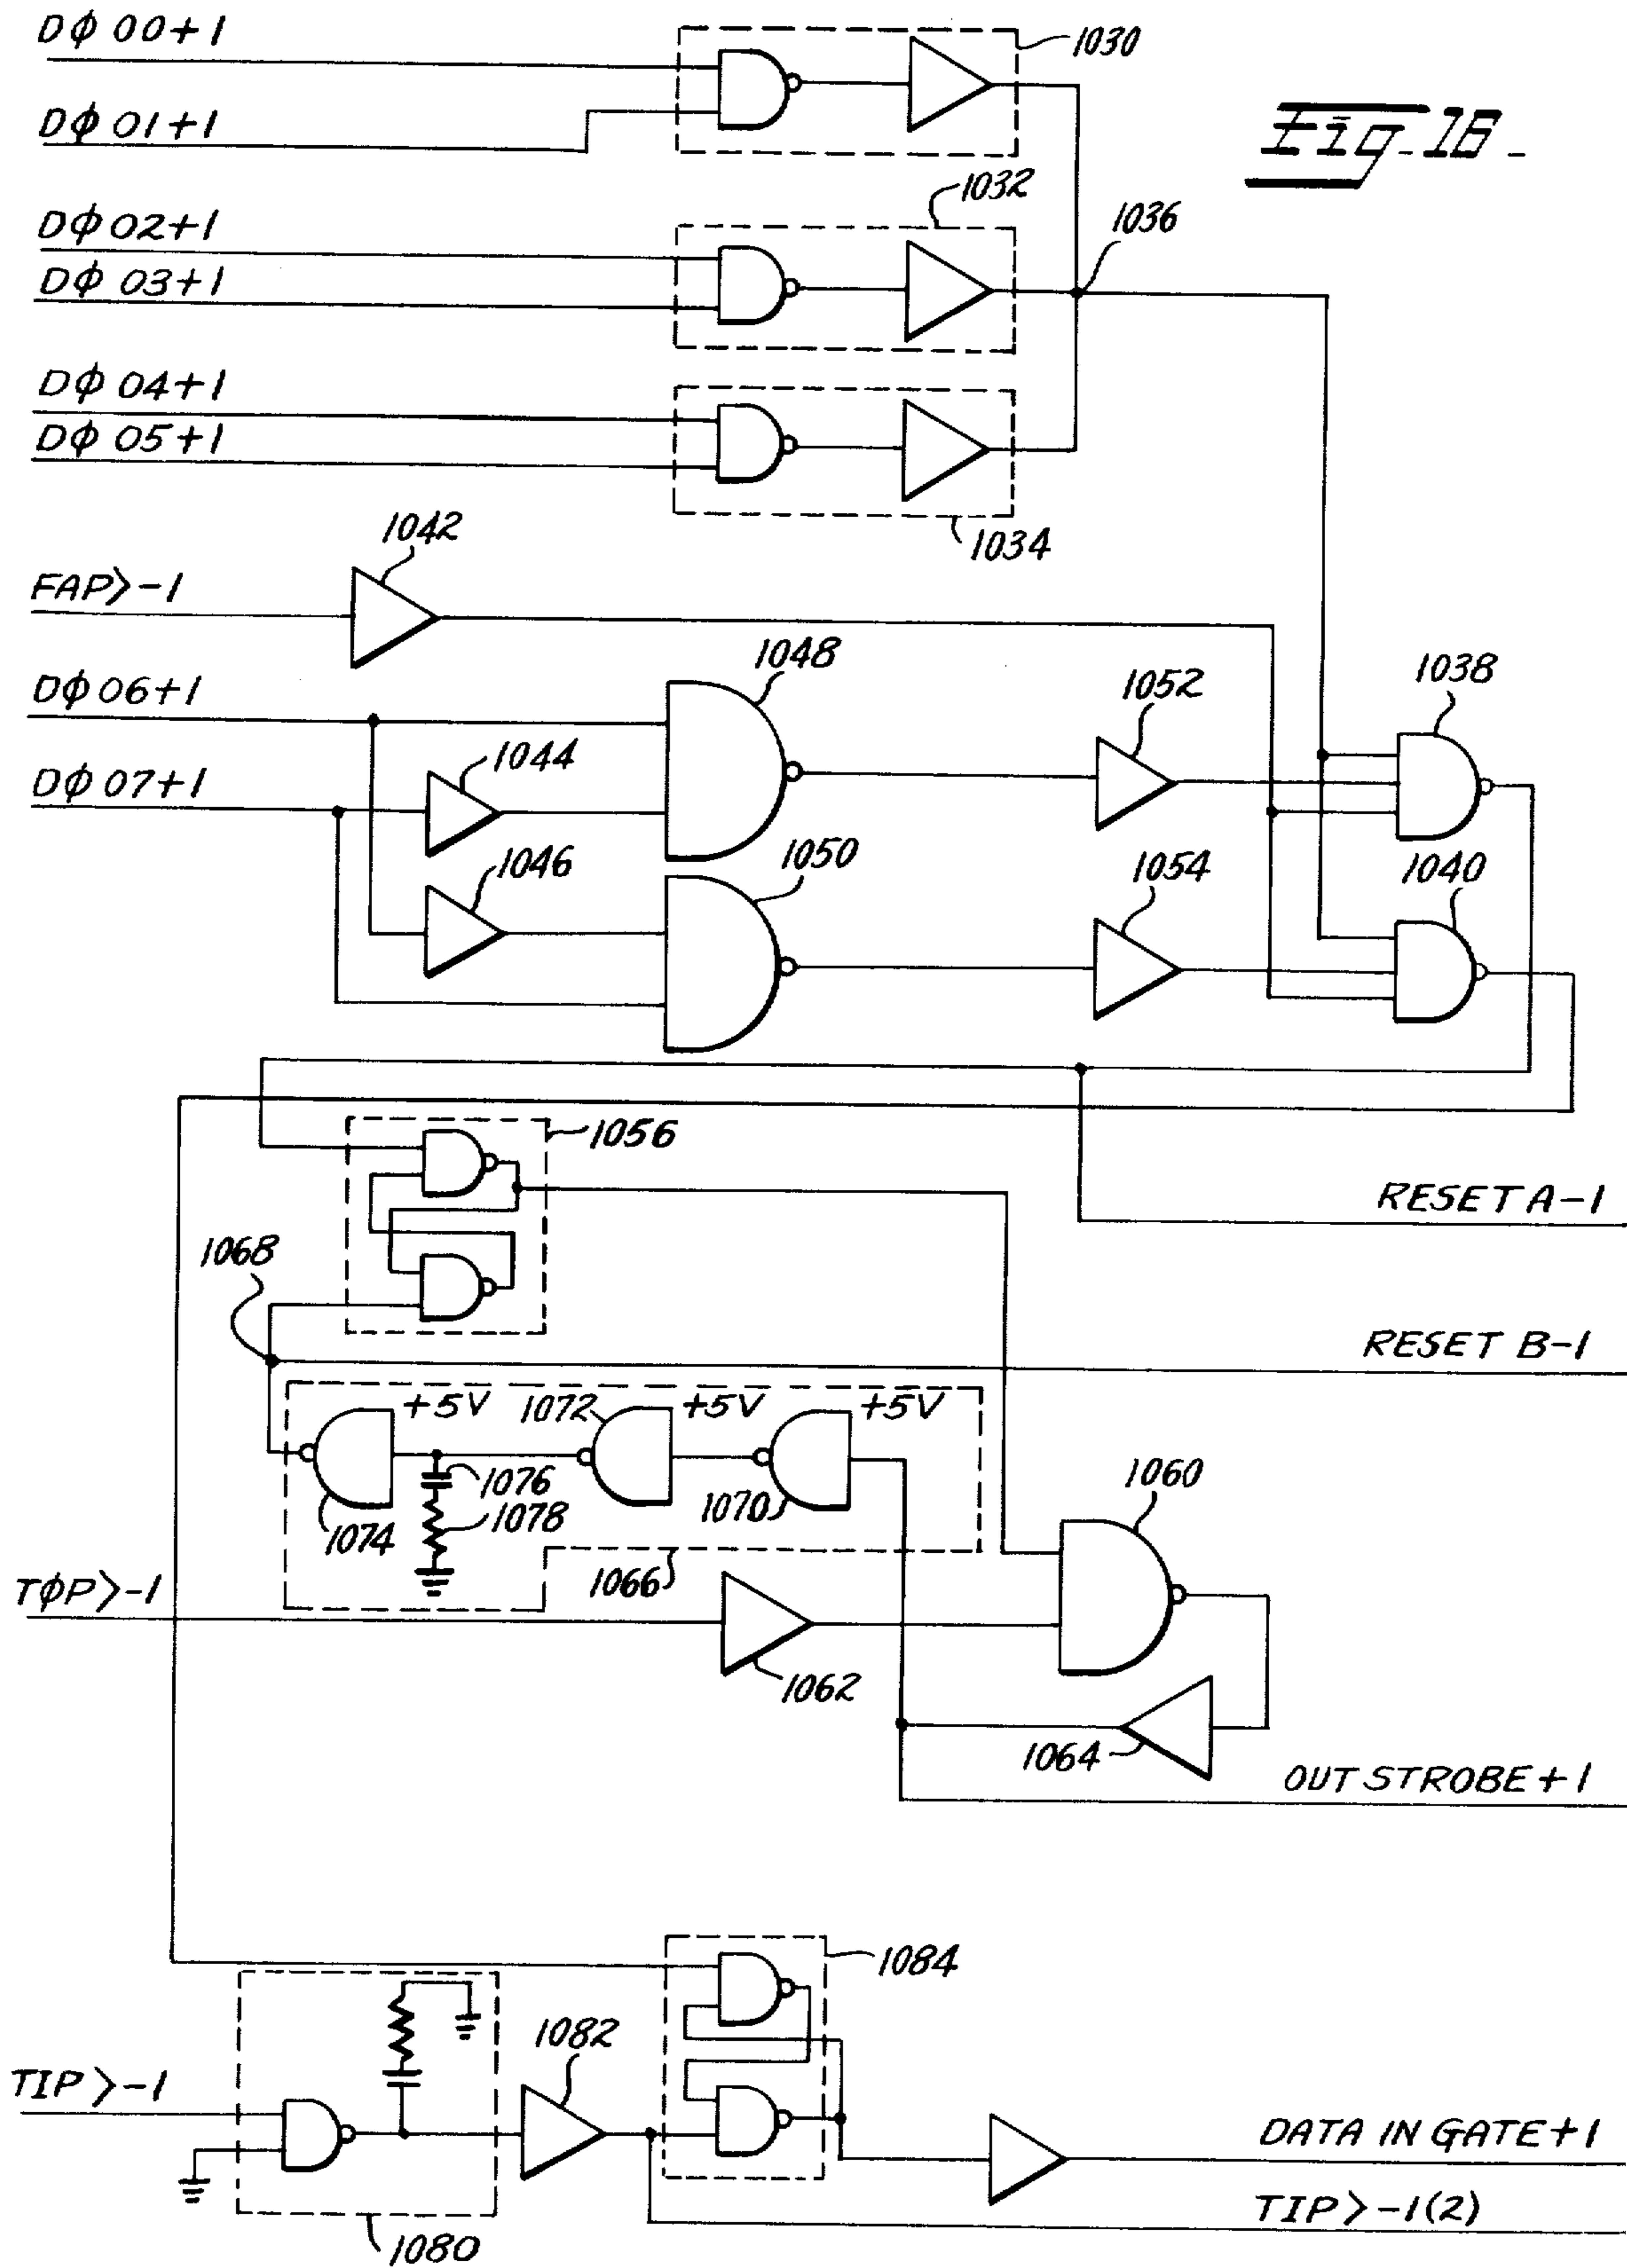 DΦ 00+1
1030
DΦ 01+1
Fig-16-
1032
DΦ 02+1
1036
DΦ 03+1
DΦ 04+1
DΦ 05+1
1034
1042
FAP>-1
1048
DΦ 06+1
1052
1038
1044
DΦ 07+1
1050
1046
1054
1040
1056
RESET A-1
1068
RESET B-1
+5V
1072
+5V
+5V
1076
1060
1078
1070
1074
TΦP>-1
1066
1062
1064
OUT STROBE+1
1084
1082
TIP>-1
DATA IN GATE+1
TIP>-1(2)
1080